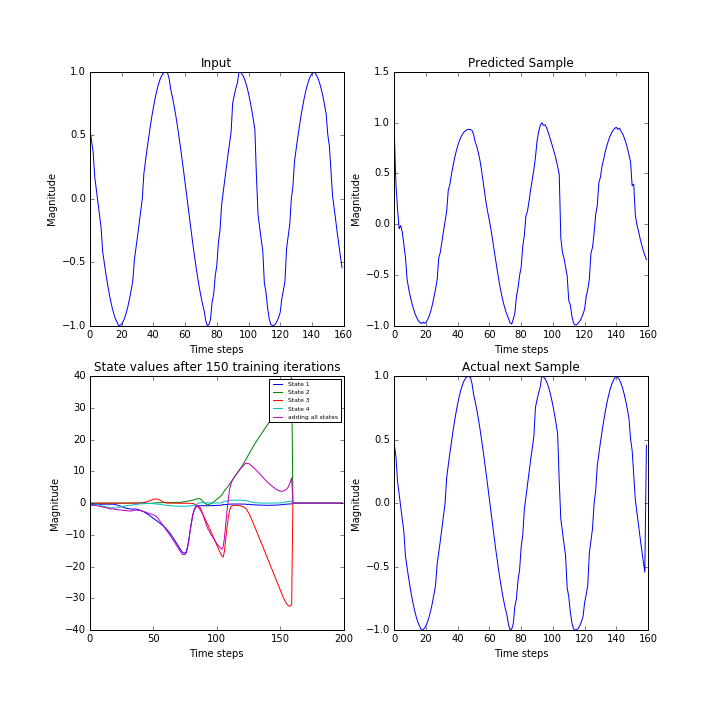 Input
1.0
0.5
0.0
−0.5
−1.0
Magnitude
0 20 40 60 80 100 120 140 160
Time steps
Predicted Sample
1.5
1.0
0.5
0.0
−0.5
−1.0
Magnitude
0 20 40 60 80 100 120 140 160
Time steps
State values after 150 training iterations
40
30
20
10
0
−10
−20
−30
−40
Magnitude
State 1
State 2
State 3
State 4
adding all states
0 50 100 150 200
Time steps
Actual next Sample
1.0
0.5
0.0
−0.5
−1.0
Magnitude
0 20 40 60 80 100 120 140 160
Time steps